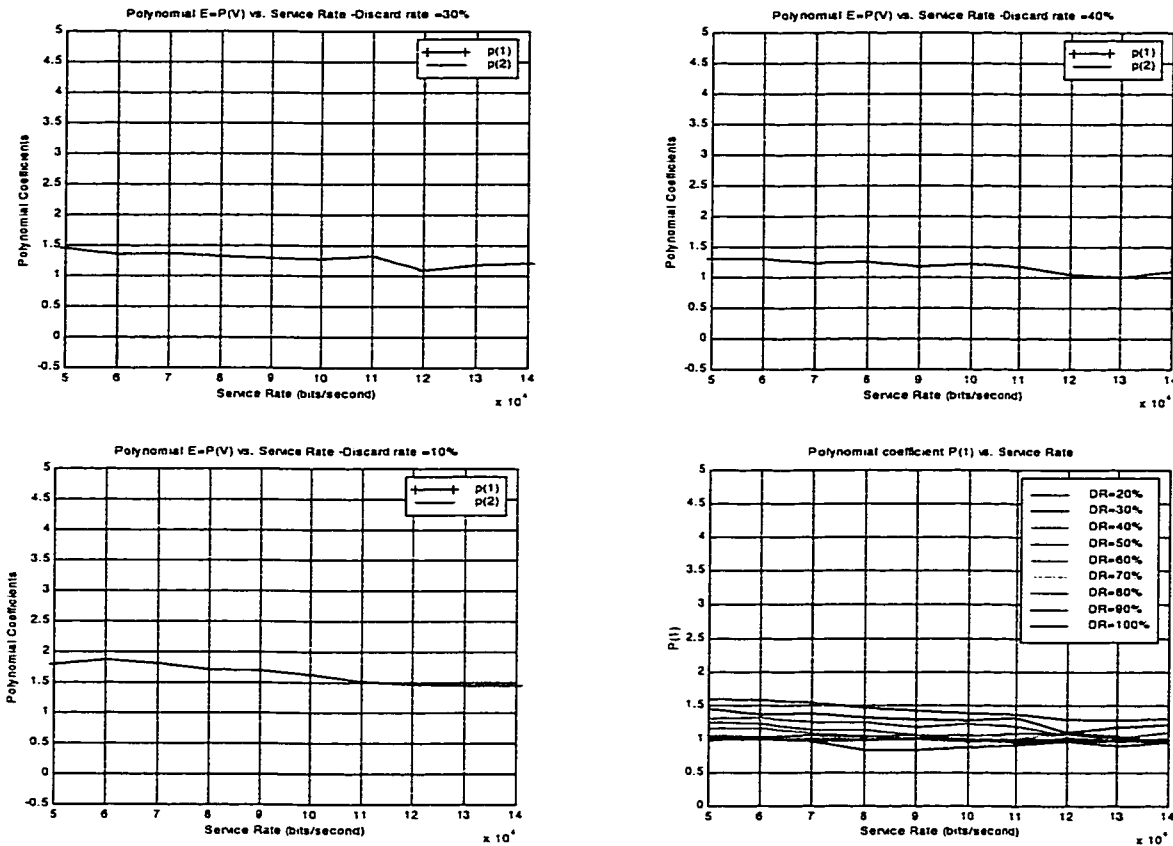 Polynomial E=P(V) vs. Service Rate -Discard rate =30%
p(1)
p(2)
Polynomial Coefficients
5
4.5
4
3.5
3
2.5
2
1.5
1
0.5
0
-0.5
5 6 7 8 9 10 11 12 13 14
Service Rate (bits/second)
x 10^4
Polynomial E=P(V) vs. Service Rate -Discard rate =40%
p(1)
p(2)
Polynomial Coefficients
5
4.5
4
3.5
3
2.5
2
1.5
1
0.5
0
-0.5
5 6 7 8 9 10 11 12 13 14
Service Rate (bits/second)
x 10^4
Polynomial E=P(V) vs. Service Rate -Discard rate =10%
p(1)
p(2)
Polynomial Coefficients
5
4.5
4
3.5
3
2.5
2
1.5
1
0.5
0
-0.5
5 6 7 8 9 10 11 12 13 14
Service Rate (bits/second)
x 10^4
Polynomial coefficient P(1) vs. Service Rate
DR=20%
DR=30%
DR=40%
DR=50%
DR=60%
DR=70%
DR=80%
DR=90%
DR=100%
P(1)
5
4.5
4
3.5
3
2.5
2
1.5
1
0.5
0
5 6 7 8 9 10 11 12 13 14
Service Rate (bits/second)
x 10^4